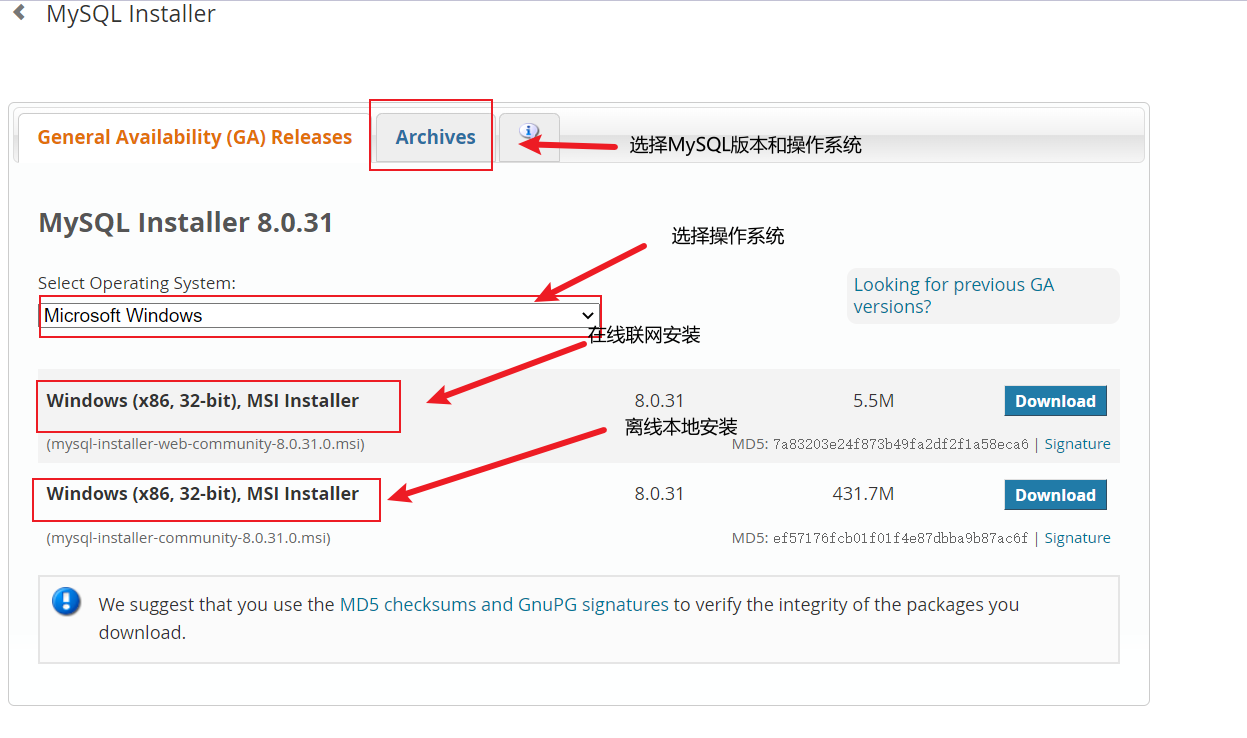 MySQL Installer
General Availability (GA) Releases
Archives
选择MySQL版本和操作系统
MySQL Installer 8.0.31
选择操作系统
Select Operating System:
Looking for previous GA
versions?
Microsoft Windows
在线联网安装
Windows (x86, 32-bit), MSI Installer
8.0.31
5.5M
Download
离线本地安装
(mysql-installer-web-community-8.0.31.0.msi)
MD5: 7a83203e24f873b49fa2df2f1a58eca6 | Signature
Windows (x86, 32-bit), MSI Installer
8.0.31
431.7M
Download
(mysql-installer-community-8.0.31.0.msi)
MD5: ef57176fcb01f01f4e87dbba9b87ac6f | Signature
We suggest that you use the MD5 checksums and GnuPG signatures to verify the integrity of the packages you
download.